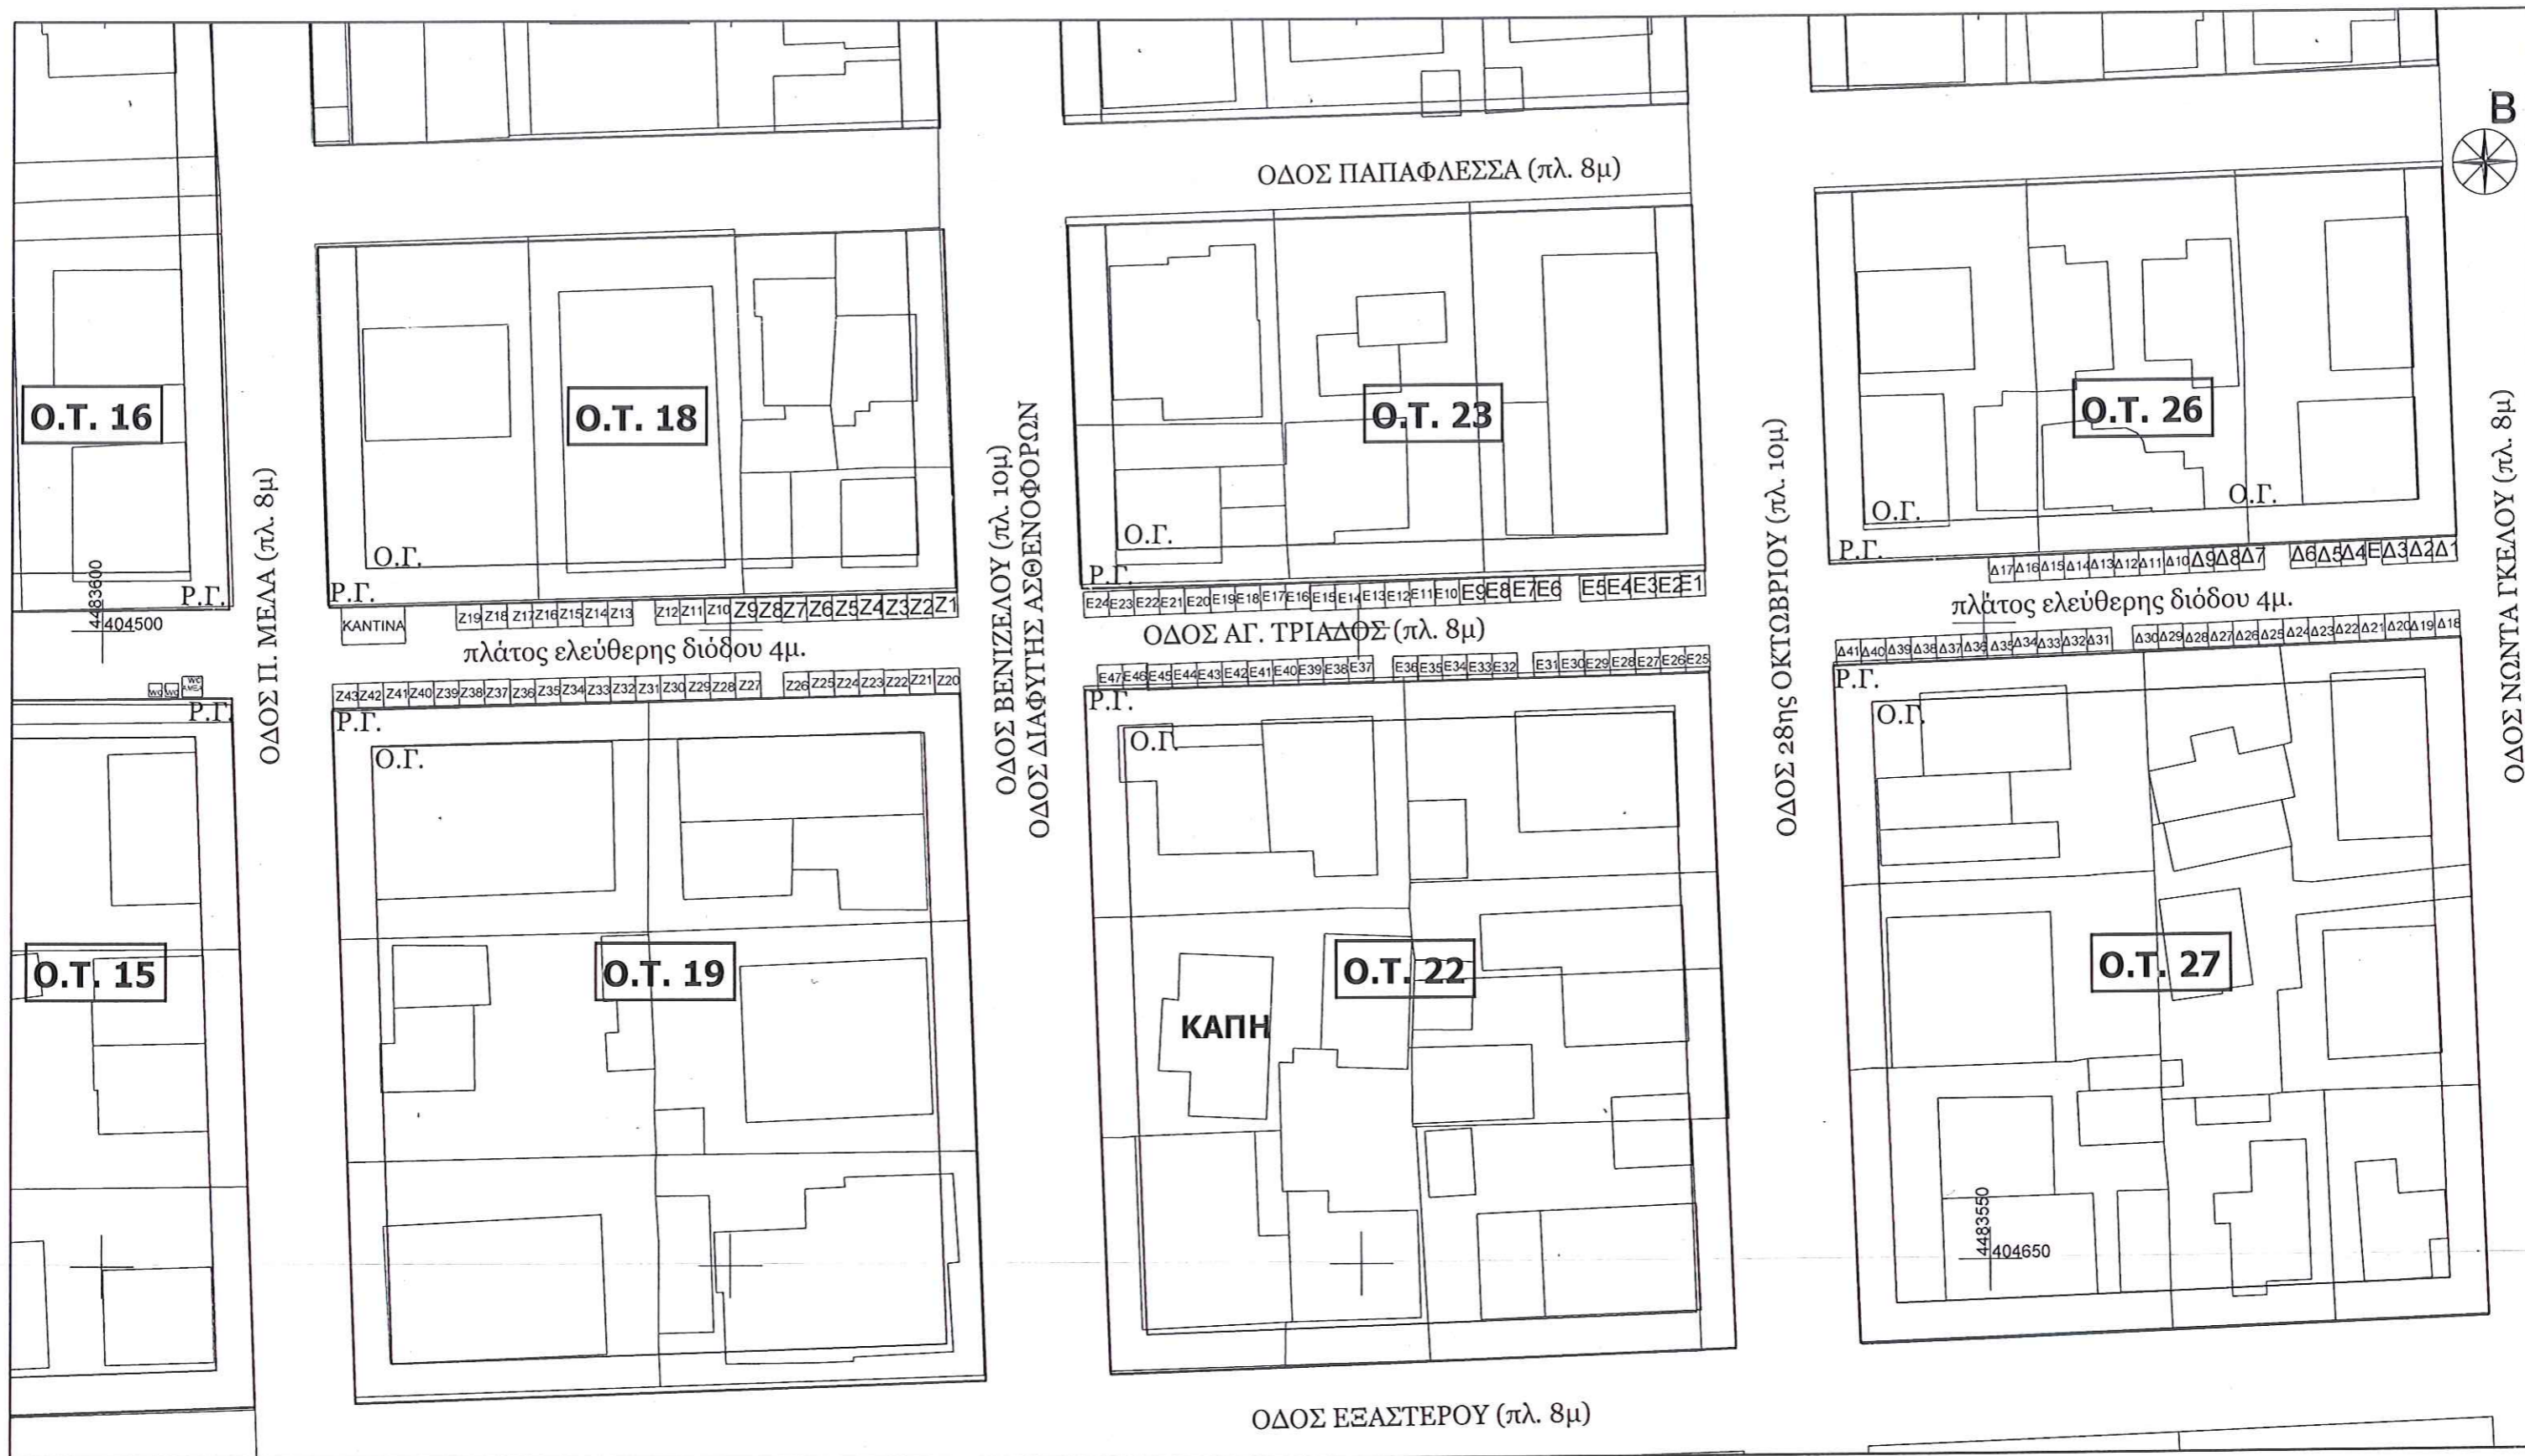 Β
ΟΔΟΣ ΠΑΠΑΦΛΕΣΣΑ (πλ. 8μ)
Ο.Τ. 16
Ο.Τ. 18
Ο.Τ. 23
Ο.Τ. 26
ΟΔΟΣ Π. ΜΕΛΑ (πλ. 8μ)
ΟΔΟΣ ΒΕΝΙΖΕΛΟΥ (πλ. 10μ)
ΟΔΟΣ ΔΙΑΦΥΓΗΣ ΑΣΘΕΝΟΦΟΡΩΝ
ΟΔΟΣ 28ης ΟΚΤΩΒΡΙΟΥ (πλ. 10μ)
ΟΔΟΣ ΝΩΝΤΑ ΓΚΕΛΟΥ (πλ. 8μ)
Ο.Γ.
Ο.Γ.
Ο.Γ.
Ο.Γ.
Ρ.Γ.
Ρ.Γ.
Ρ.Γ.
Ρ.Γ.
4483600
404500
ΚΑΝΤΙΝΑ
Z19 Z18 Z17 Z16 Z15 Z14 Z13 Z12 Z11 Z10 Z9 Z8 Z7 Z6 Z5 Z4 Z3 Z2 Z1
E24 E23 E22 E21 E20 E19 E18 E17 E16 E15 E14 E13 E12 E11 E10 E9 E8 E7 E6 E5 E4 E3 E2 E1
Δ17 Δ16 Δ15 Δ14 Δ13 Δ12 Δ11 Δ10 Δ9 Δ8 Δ7 Δ6 Δ5 Δ4 Ε Δ3 Δ2 Δ1
πλάτος ελεύθερης διόδου 4μ.
ΟΔΟΣ ΑΓ. ΤΡΙΑΔΟΣ (πλ. 8μ)
πλάτος ελεύθερης διόδου 4μ.
WC WC WC ΑΜΕΑ
Z43 Z42 Z41 Z40 Z39 Z38 Z37 Z36 Z35 Z34 Z33 Z32 Z31 Z30 Z29 Z28 Z27 Z26 Z25 Z24 Z23 Z22 Z21 Z20
E47 E46 E45 E44 E43 E42 E41 E40 E39 E38 E37 E36 E35 E34 E33 E32 E31 E30 E29 E28 E27 E26 E25
Δ41 Δ40 Δ39 Δ38 Δ37 Δ36 Δ35 Δ34 Δ33 Δ32 Δ31 Δ30 Δ29 Δ28 Δ27 Δ26 Δ25 Δ24 Δ23 Δ22 Δ21 Δ20 Δ19 Δ18
Ρ.Γ.
Ρ.Γ.
Ρ.Γ.
Ρ.Γ.
Ο.Γ.
Ο.Γ.
Ο.Γ.
Ο.Τ. 15
Ο.Τ. 19
Ο.Τ. 22
Ο.Τ. 27
ΚΑΠΗ
4483550
404650
ΟΔΟΣ ΕΞΑΣΤΕΡΟΥ (πλ. 8μ)